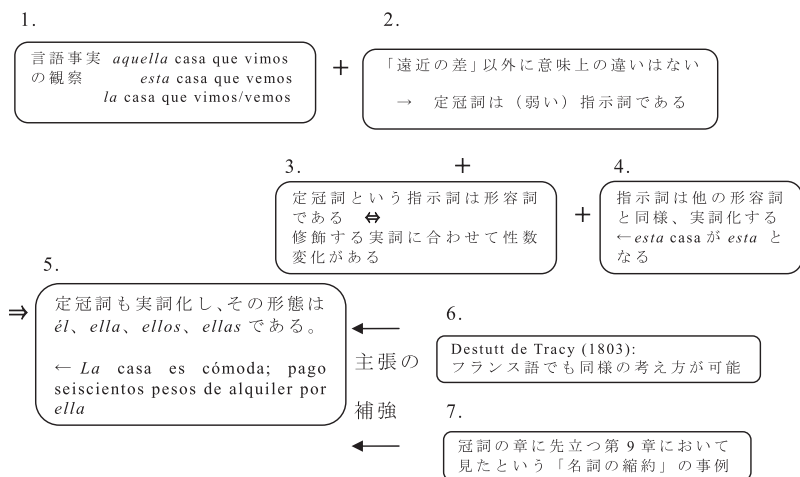 1.
言語事実 aquella casa que vimos
の観察 esta casa que vemos
la casa que vimos/vemos
+
2.
「遠近の差」以外に意味上の違いはない
→ 定冠詞は（弱い）指示詞である
+
3.
定冠詞という指示詞は形容詞
である ⇔
修飾する実詞に合わせて性数
変化がある
+
4.
指示詞は他の形容詞
と同様、実詞化する
←esta casa が esta と
なる
⇒
5.
定冠詞も実詞化し、その形態は
él、ella、ellos、ellas である。
← La casa es cómoda; pago
seiscientos pesos de alquiler por
ella
主張の
補強
6.
Destutt de Tracy (1803):
フランス語でも同様の考え方が可能
7.
冠詞の章に先立つ第 9 章において
見たという「名詞の縮約」の事例